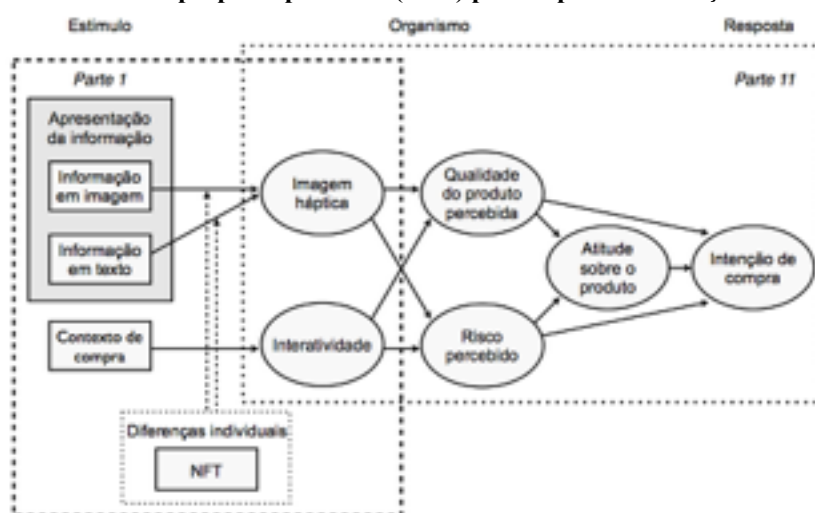 Estímulo
Organismo
Resposta
Parte 1
Parte 11
Apresentação
da informação
Informação
em imagem
Informação
em texto
Contexto de
compra
Imagem
háptica
Interatividade
Qualidade
do produto
percebida
Risco
percebido
Atitude
sobre o
produto
Intenção de
compra
Diferenças individuais
NFT